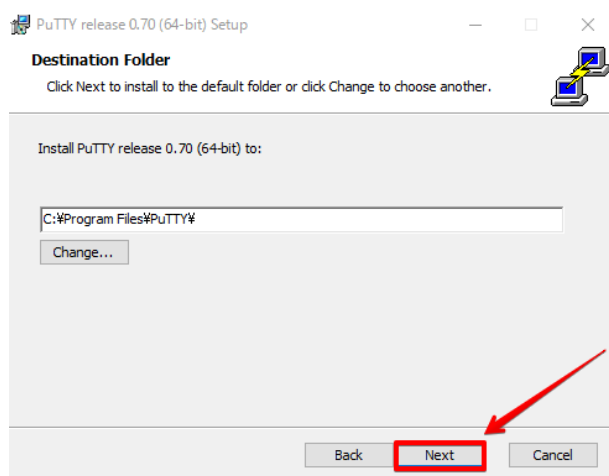 PuTTY release 0.70 (64-bit) Setup
Destination Folder
Click Next to install to the default folder or click Change to choose another.
Install PuTTY release 0.70 (64-bit) to:
C:¥Program Files¥PuTTY¥
Change...
Back Next Cancel